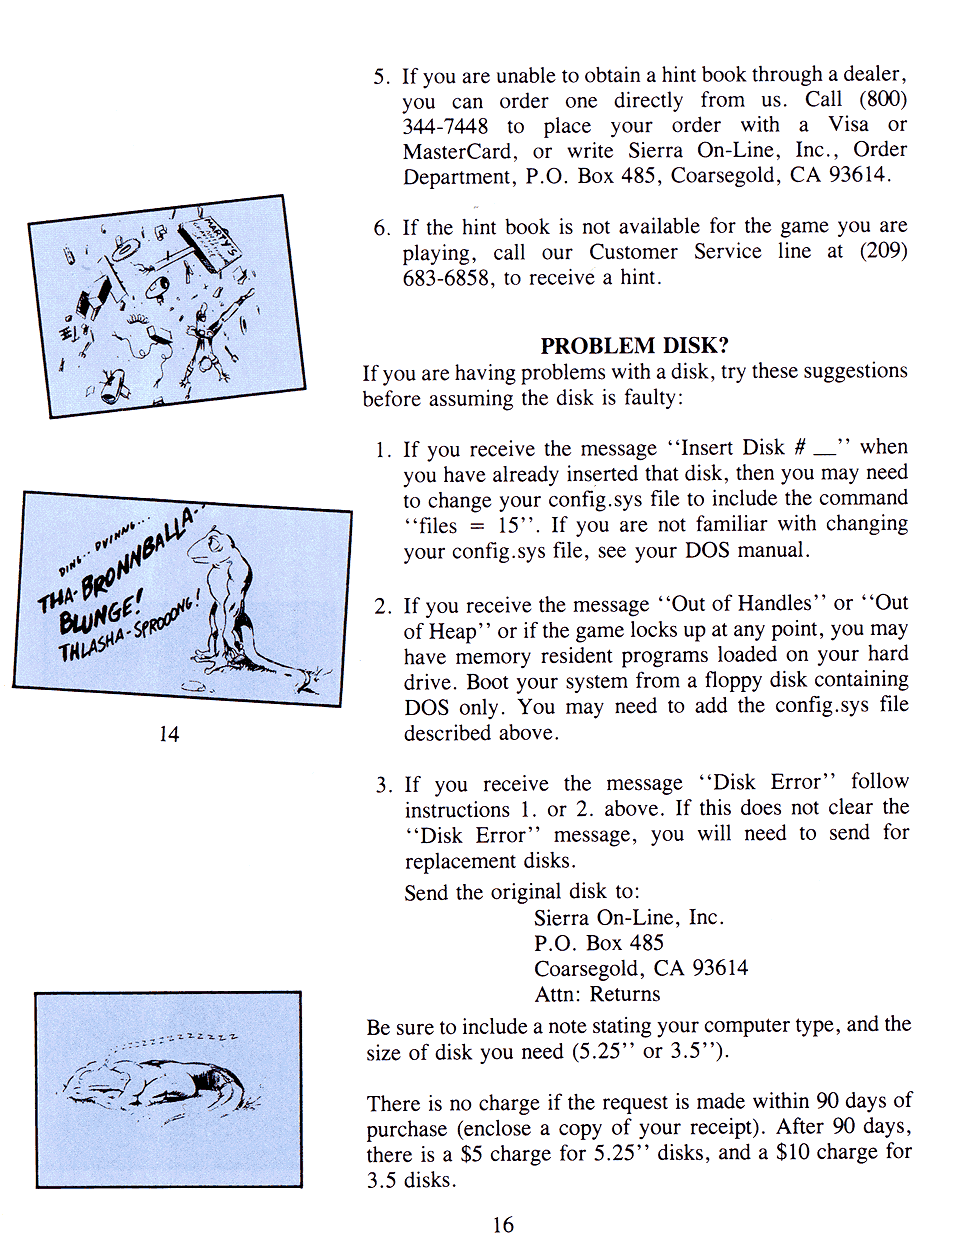 5. If you are unable to obtain a hint book through a dealer,
you can order one directly from us. Call (800)
344-7448 to place your order with a Visa or
MasterCard, or write Sierra On-Line, Inc., Order
Department, P.O. Box 485, Coarsegold, CA 93614.
6. If the hint book is not available for the game you are
playing, call our Customer Service line at (209)
683-6858, to receive a hint.
MARTY'S
PROBLEM DISK?
If you are having problems with a disk, try these suggestions
before assuming the disk is faulty:
1. If you receive the message “Insert Disk # __” when
you have already inserted that disk, then you may need
to change your config.sys file to include the command
“files = 15”. If you are not familiar with changing
your config.sys file, see your DOS manual.
DING.. DVINNG...
THA-BRONNBALLA-
BLUNGE!
THLASHA-SPROOONG!
14
2. If you receive the message “Out of Handles” or “Out
of Heap” or if the game locks up at any point, you may
have memory resident programs loaded on your hard
drive. Boot your system from a floppy disk containing
DOS only. You may need to add the config.sys file
described above.
3. If you receive the message “Disk Error” follow
instructions 1. or 2. above. If this does not clear the
“Disk Error” message, you will need to send for
replacement disks.
Send the original disk to:
Sierra On-Line, Inc.
P.O. Box 485
Coarsegold, CA 93614
Attn: Returns
Be sure to include a note stating your computer type, and the
size of disk you need (5.25” or 3.5”).
There is no charge if the request is made within 90 days of
purchase (enclose a copy of your receipt). After 90 days,
there is a $5 charge for 5.25” disks, and a $10 charge for
3.5 disks.
16